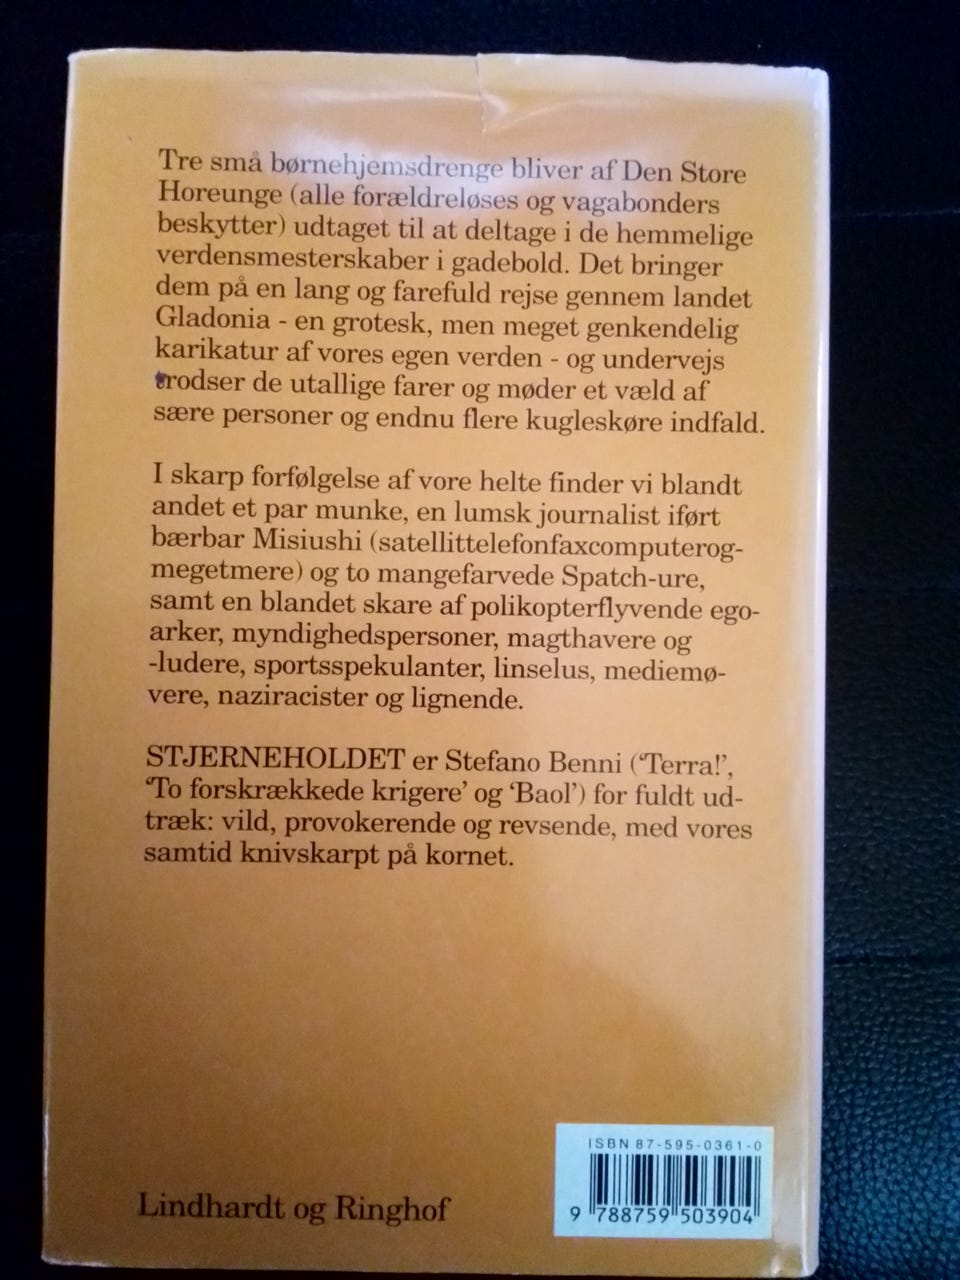 Tre små børnehjemsdrenge bliver af Den Store
Horeunge (alle forældreløses og vagabonders
beskytter) udtaget til at deltage i de hemmelige
verdensmesterskaber i gadebold. Det bringer
dem på en lang og farefuld rejse gennem landet
Gladonia - en grotesk, men meget genkendelig
karikatur af vores egen verden - og undervejs
trodser de utallige farer og møder et væld af
sære personer og endnu flere kugleskøre indfald.
I skarp forfølgelse af vore helte finder vi blandt
andet et par munke, en lumsk journalist iført
bærbar Misiushi (satellittelefonfaxcomputerog-
megetmere) og to mangefarvede Spatch-ure,
samt en blandet skare af polikopterflyvende ego-
arker, myndighedspersoner, magthavere og
-ludere, sportsspekulanter, linselus, mediemø-
vere, naziracister og lignende.
STJERNEHOLDET er Stefano Benni (‘Terra!’,
‘To forskrækkede krigere’ og ‘Baol’) for fuldt ud-
træk: vild, provokerende og revsende, med vores
samtid knivskarpt på kornet.
ISBN 87-595-0361-0
9 788759 503904
Lindhardt og Ringhof